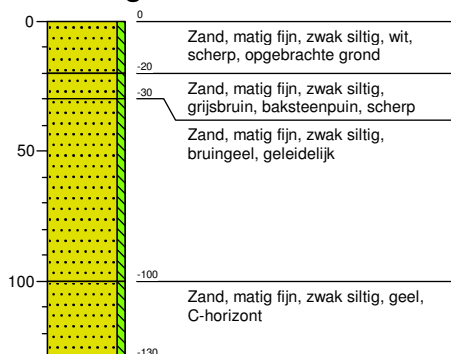 0
0
Zand, matig fijn, zwak siltig, wit,
scherp, opgebrachte grond
-20
Zand, matig fijn, zwak siltig,
grijsbruin, baksteenpuin, scherp
-30
Zand, matig fijn, zwak siltig,
bruingeel, geleidelijk
50
100
-100
Zand, matig fijn, zwak siltig, geel,
C-horizont
-130